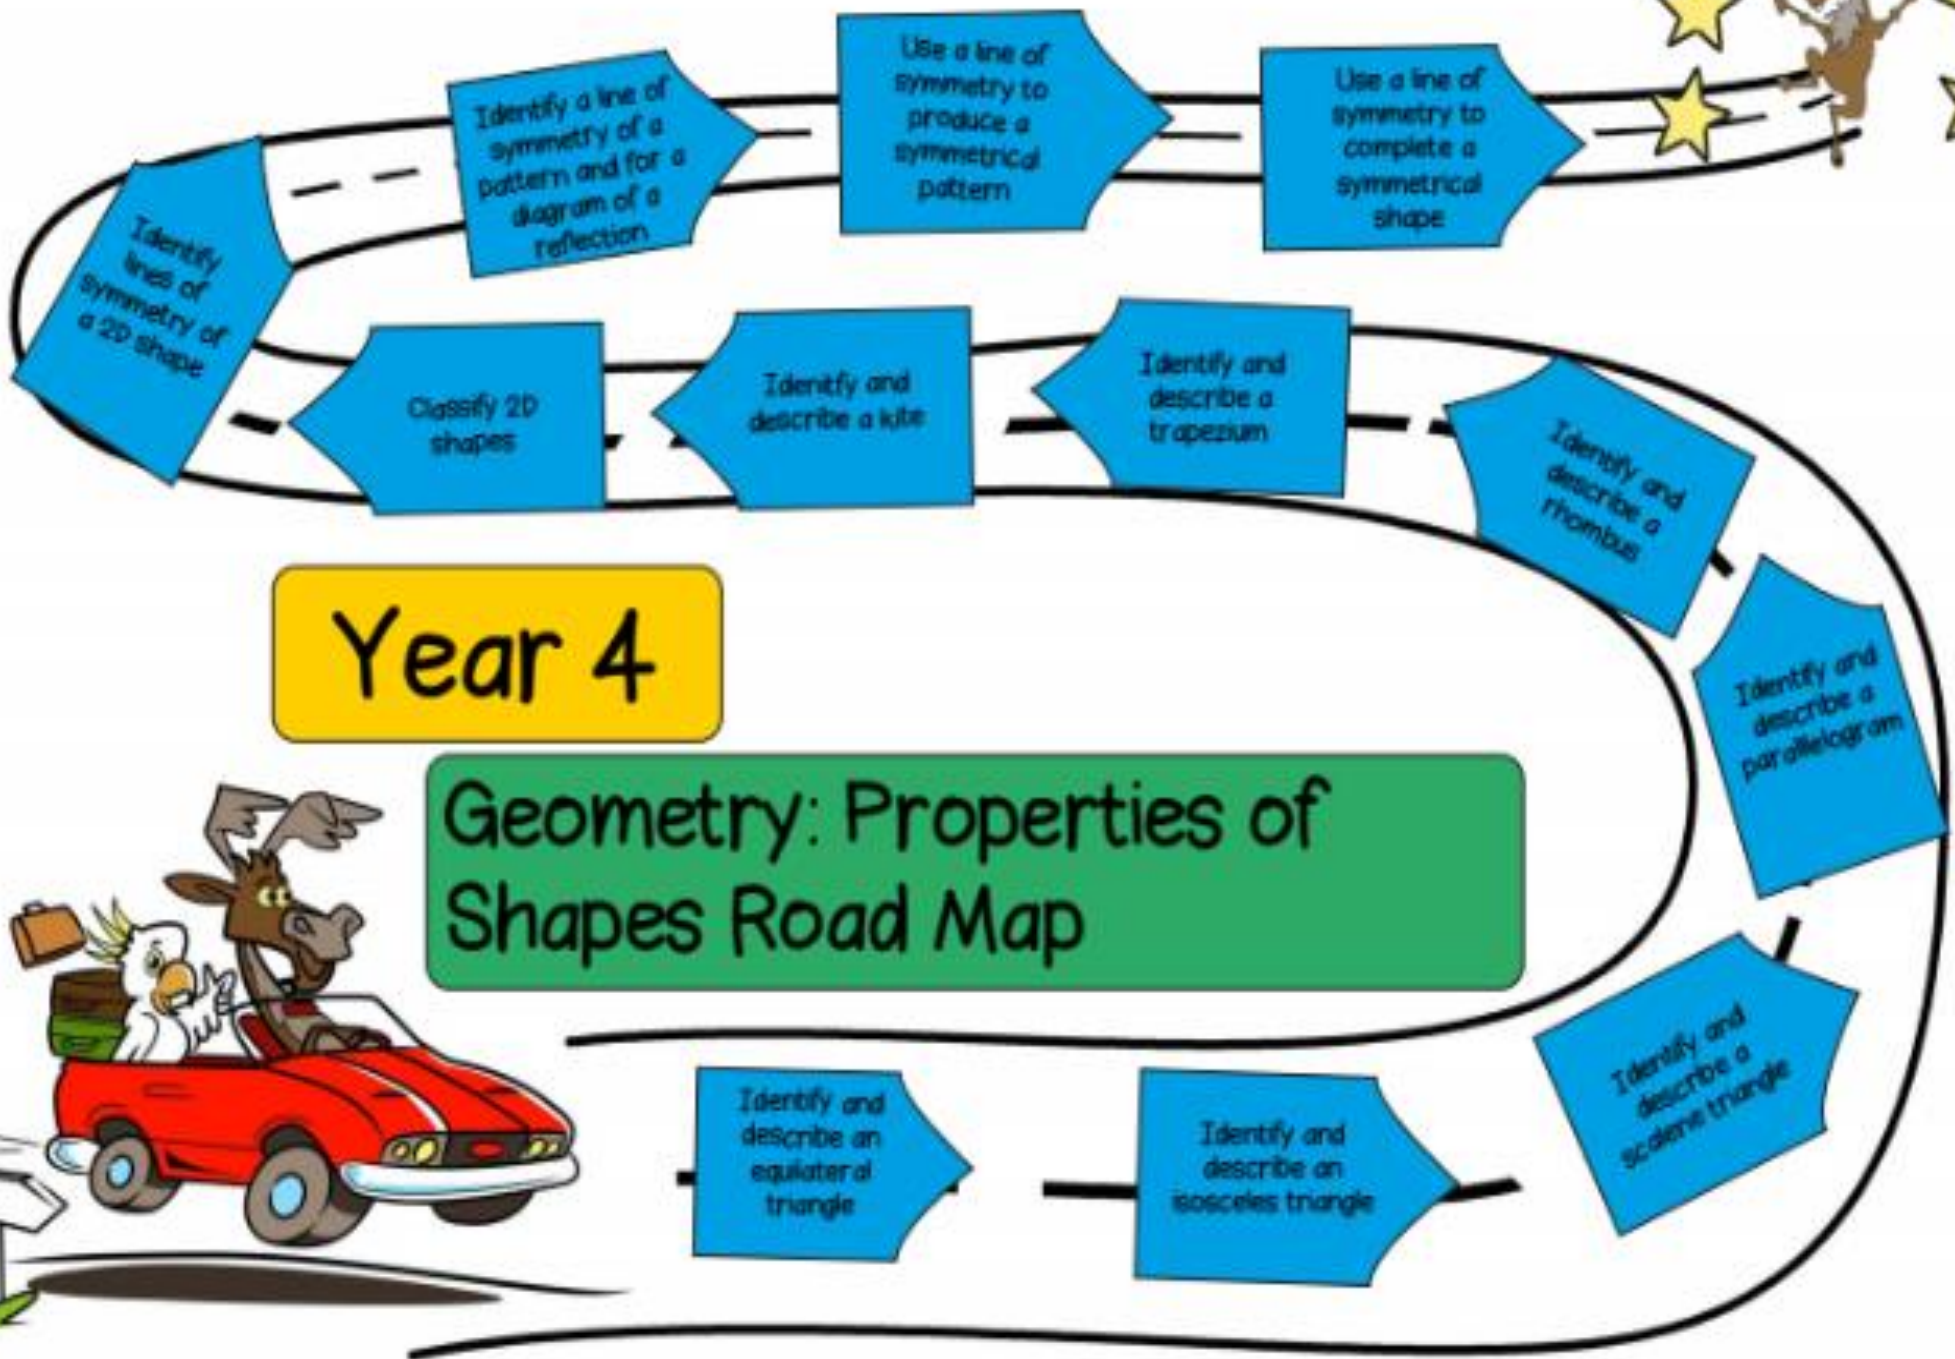 Use a line of
symmetry to
produce a
symmetrical
pattern
Use a line of
symmetry to
complete a
symmetrical
shape
Identify a line of
symmetry of a
pattern and for a
diagram of a
reflection
Identify
lines of
symmetry of
a 2D shape
Classify 2D
shapes
Idenitfy and
describe a kite
Identify and
describe a
trapezium
Identify and
describe a
rhombus
Identify and
describe a
parallelogram
Year 4
Geometry: Properties of
Shapes Road Map
Identify and
describe a
scalene triangle
Identify and
describe an
equilateral
triangle
Identify and
describe an
isosceles triangle